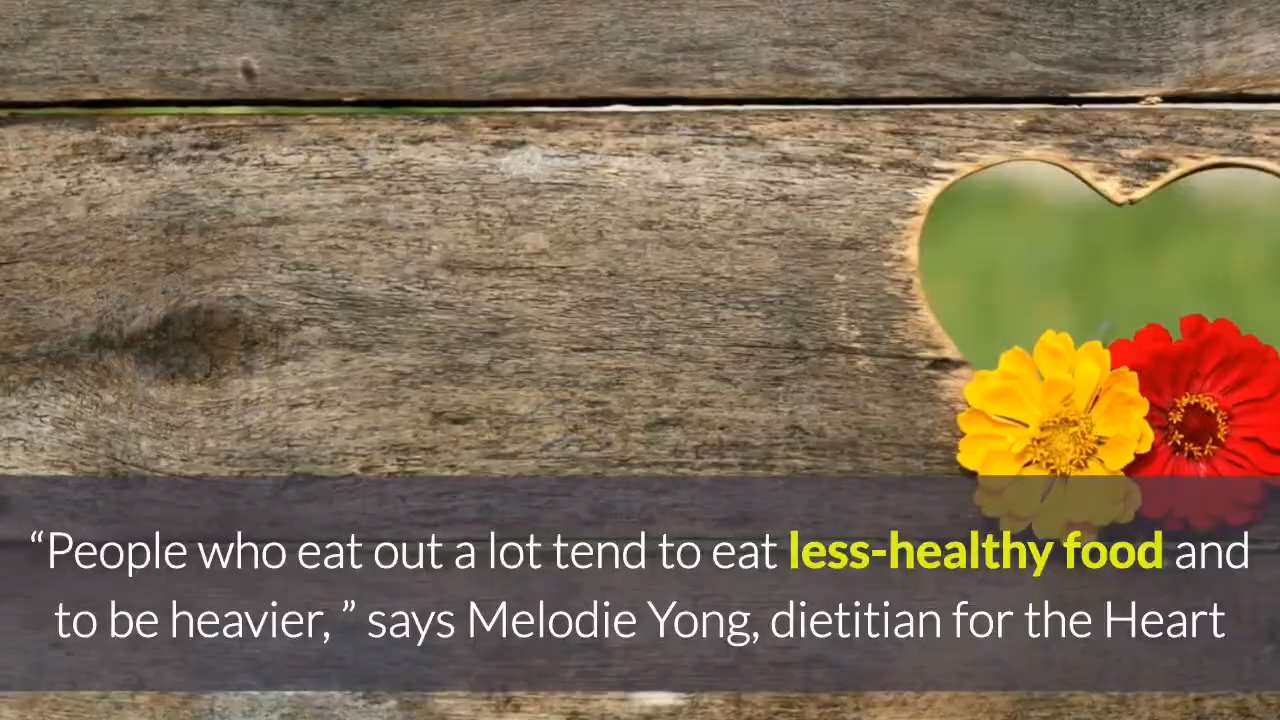 “People who eat out a lot tend to eat less-healthy food and
to be heavier, ” says Melodie Yong, dietitian for the Heart